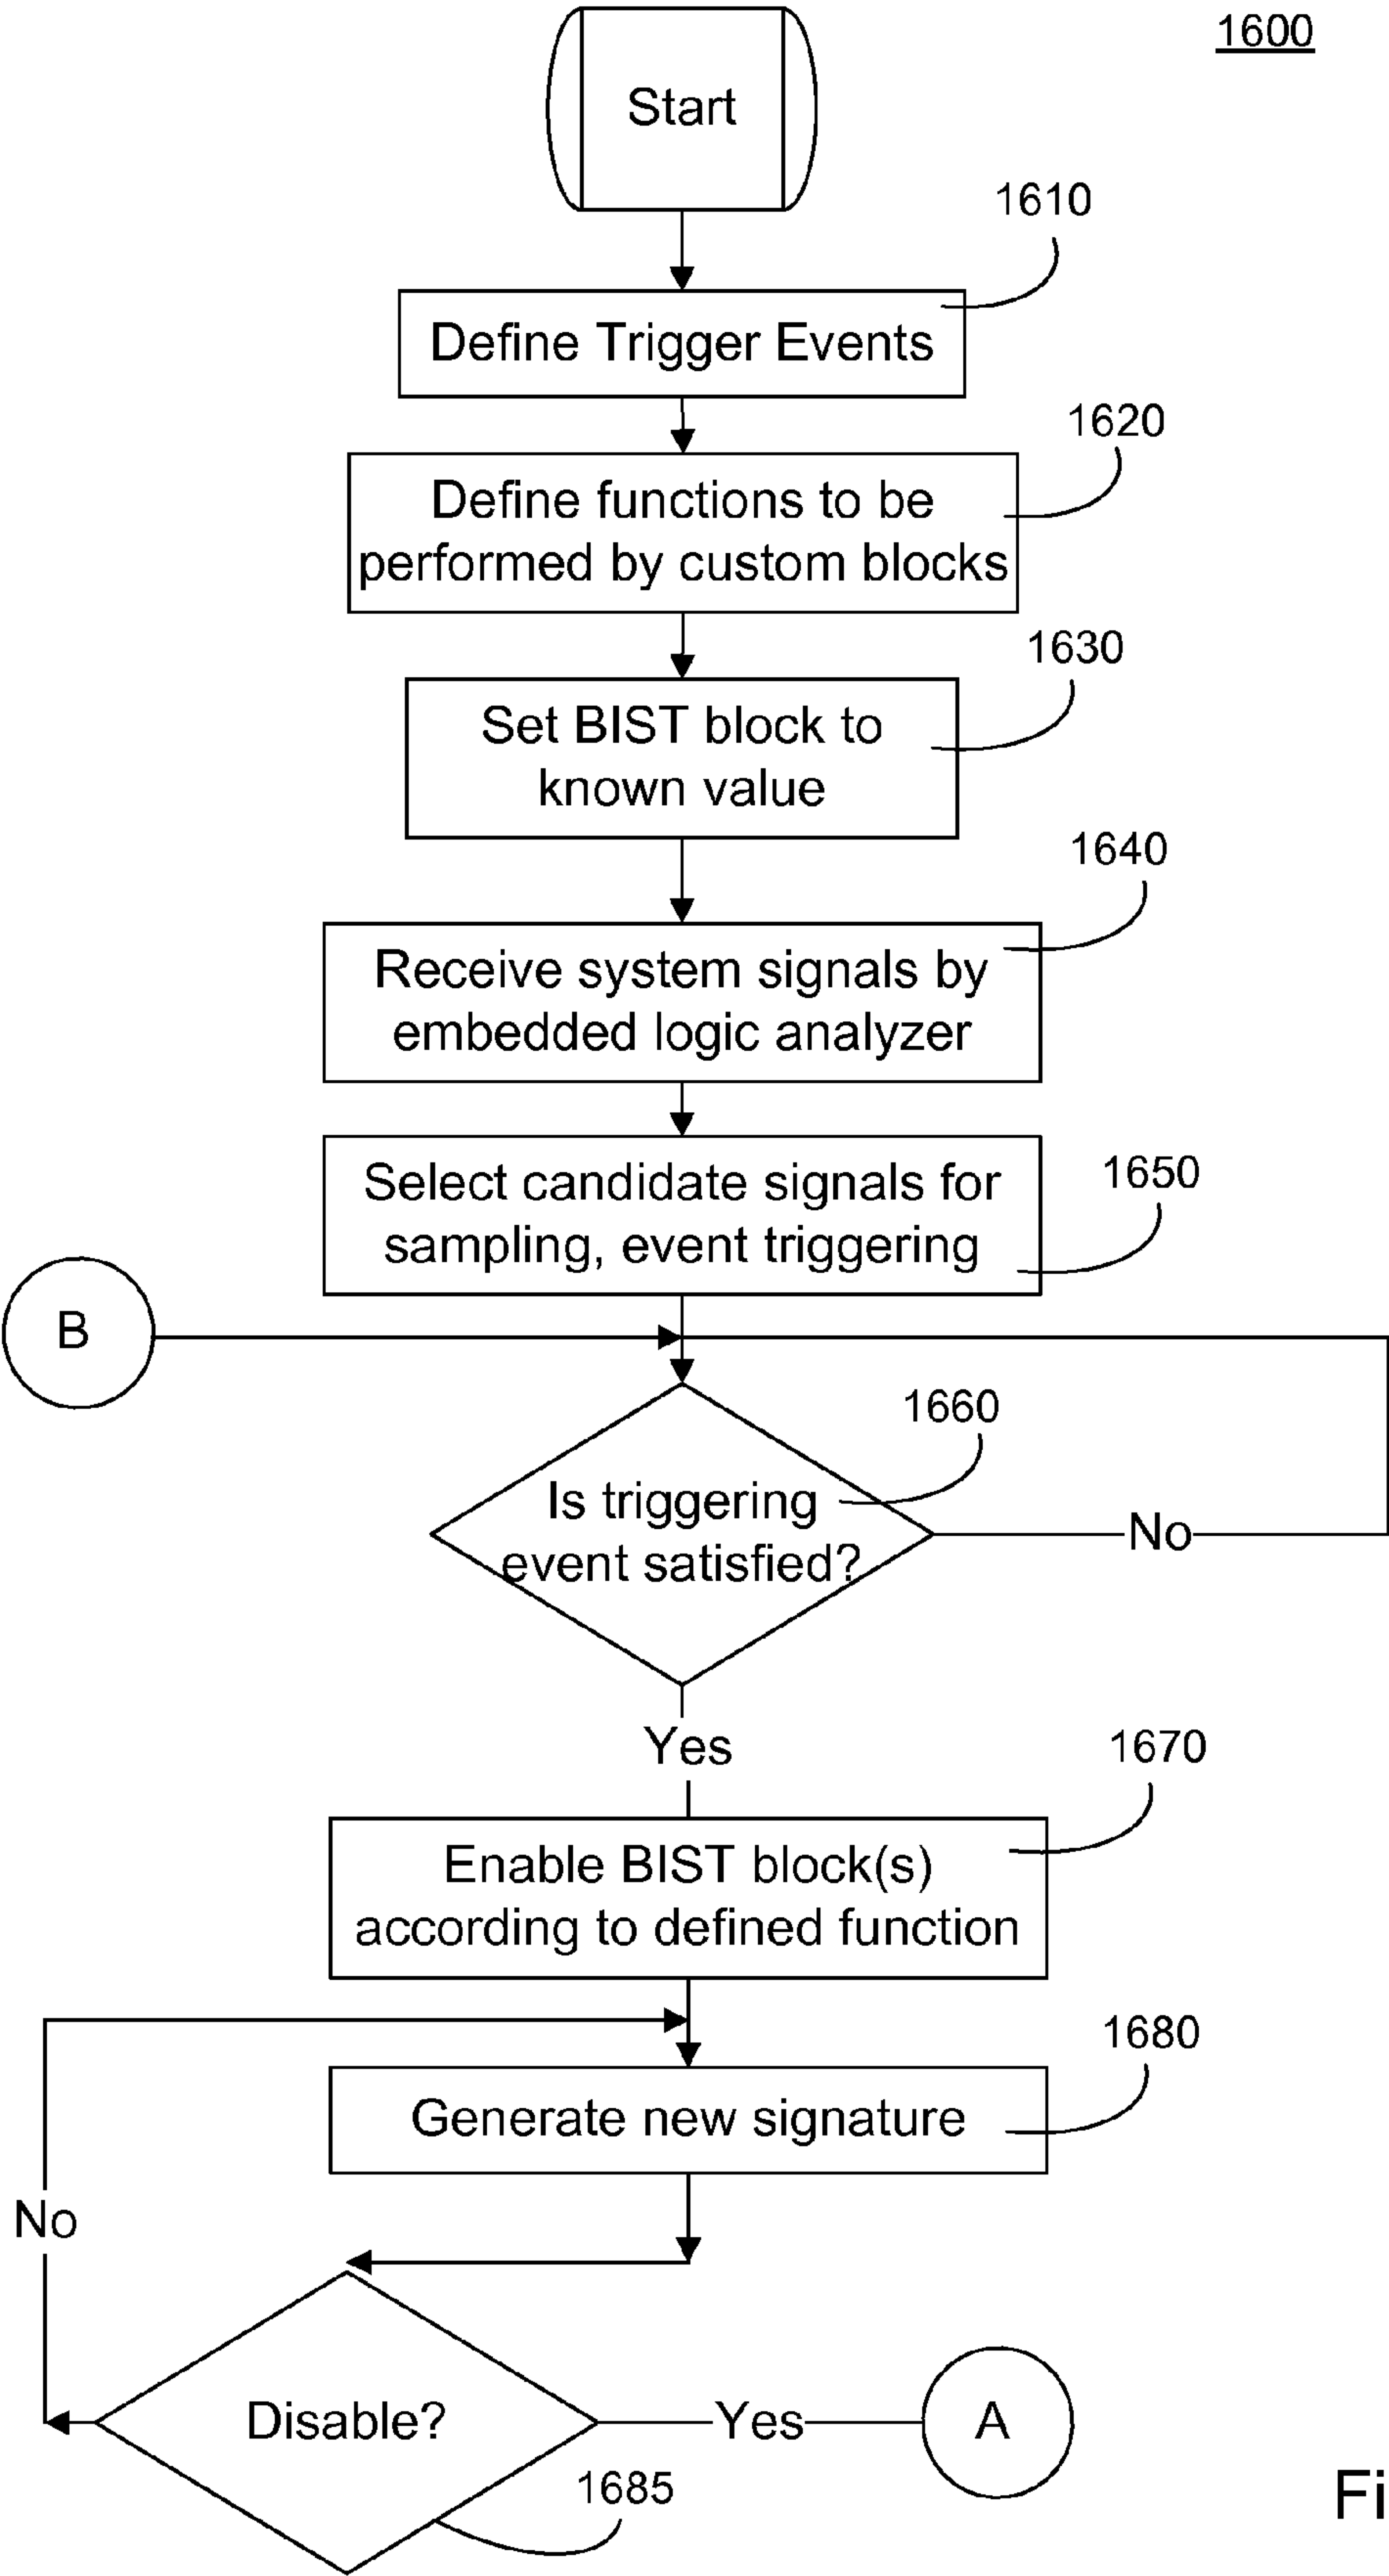 1600
Start
1610
Define Trigger Events
1620
Define functions to be
performed by custom blocks
1630
Set BIST block to
known value
1640
Receive system signals by
embedded logic analyzer
1650
Select candidate signals for
sampling, event triggering
B
1660
Is triggering
event satisfied?
No
Yes
1670
Enable BIST block(s)
according to defined function
1680
Generate new signature
No
Disable?
Yes
A
1685
Fi